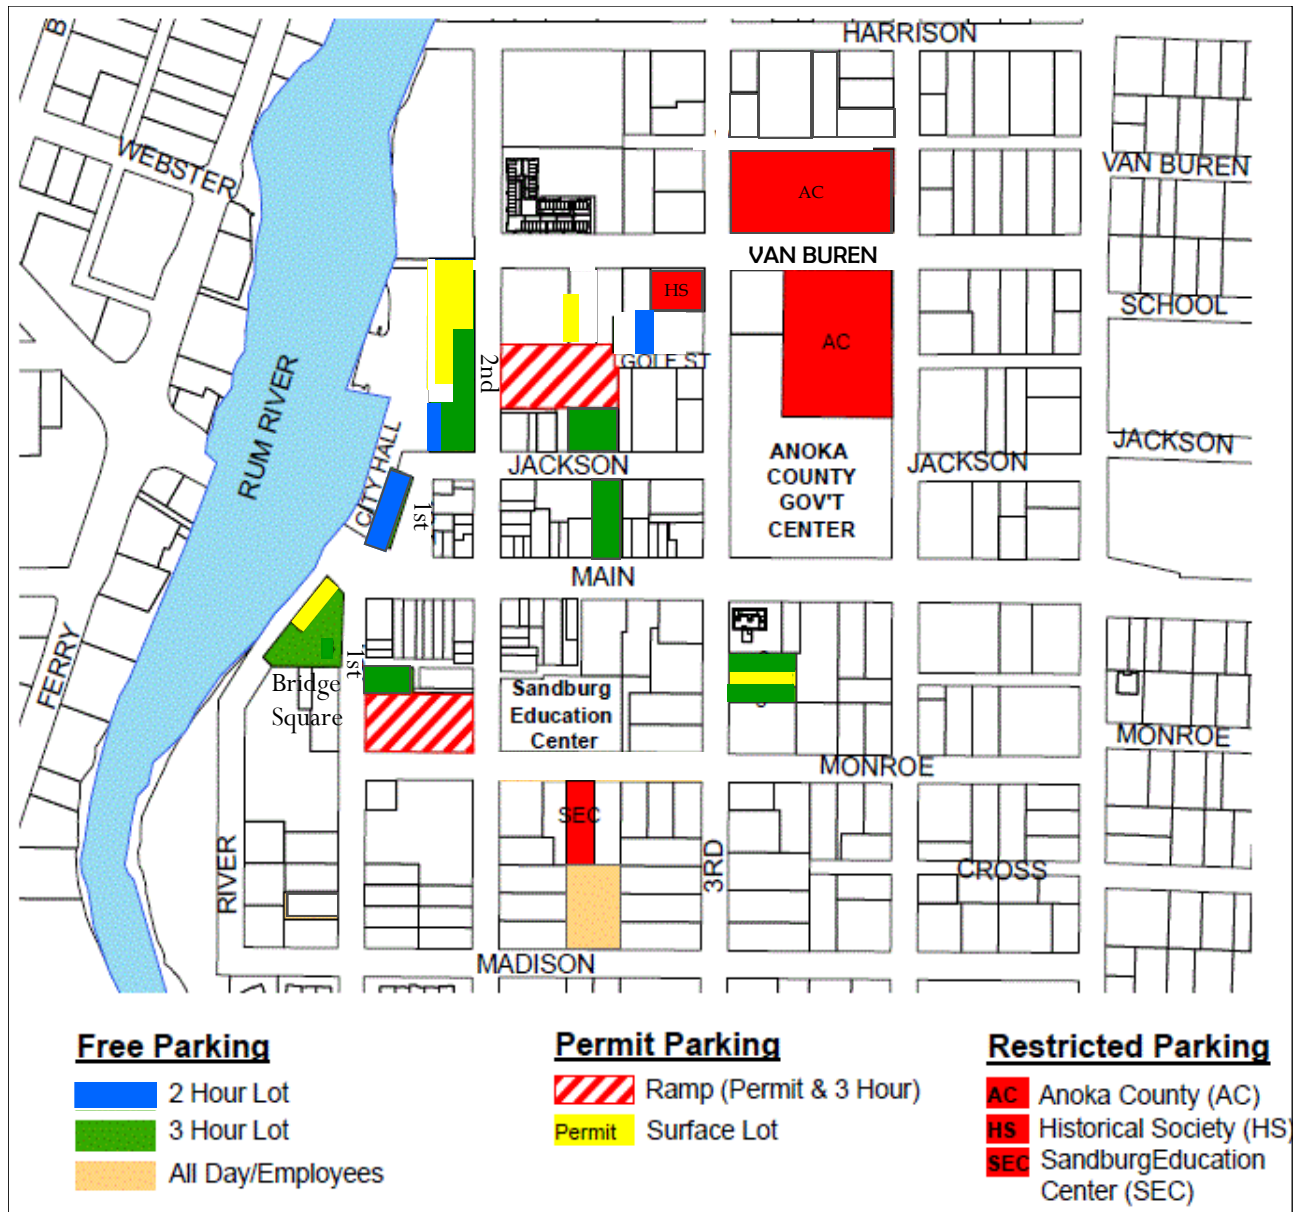 HARRISON
B
WEBSTER
VAN BUREN
AC
VAN BUREN
HS
SCHOOL
AC
2nd
GOLF ST
RUM RIVER
CITY HALL
JACKSON
ANOKA
COUNTY
GOV'T
CENTER
JACKSON
JACKSON
1st
MAIN
FERRY
1st
Bridge
Square
Sandburg
Education
Center
MONROE
MONROE
SEC
RIVER
3RD
CROSS
MADISON
Free Parking
2 Hour Lot
3 Hour Lot
All Day/Employees
Permit Parking
Ramp (Permit & 3 Hour)
Permit Surface Lot
Restricted Parking
AC Anoka County (AC)
HS Historical Society (HS)
SEC SandburgEducation
Center (SEC)